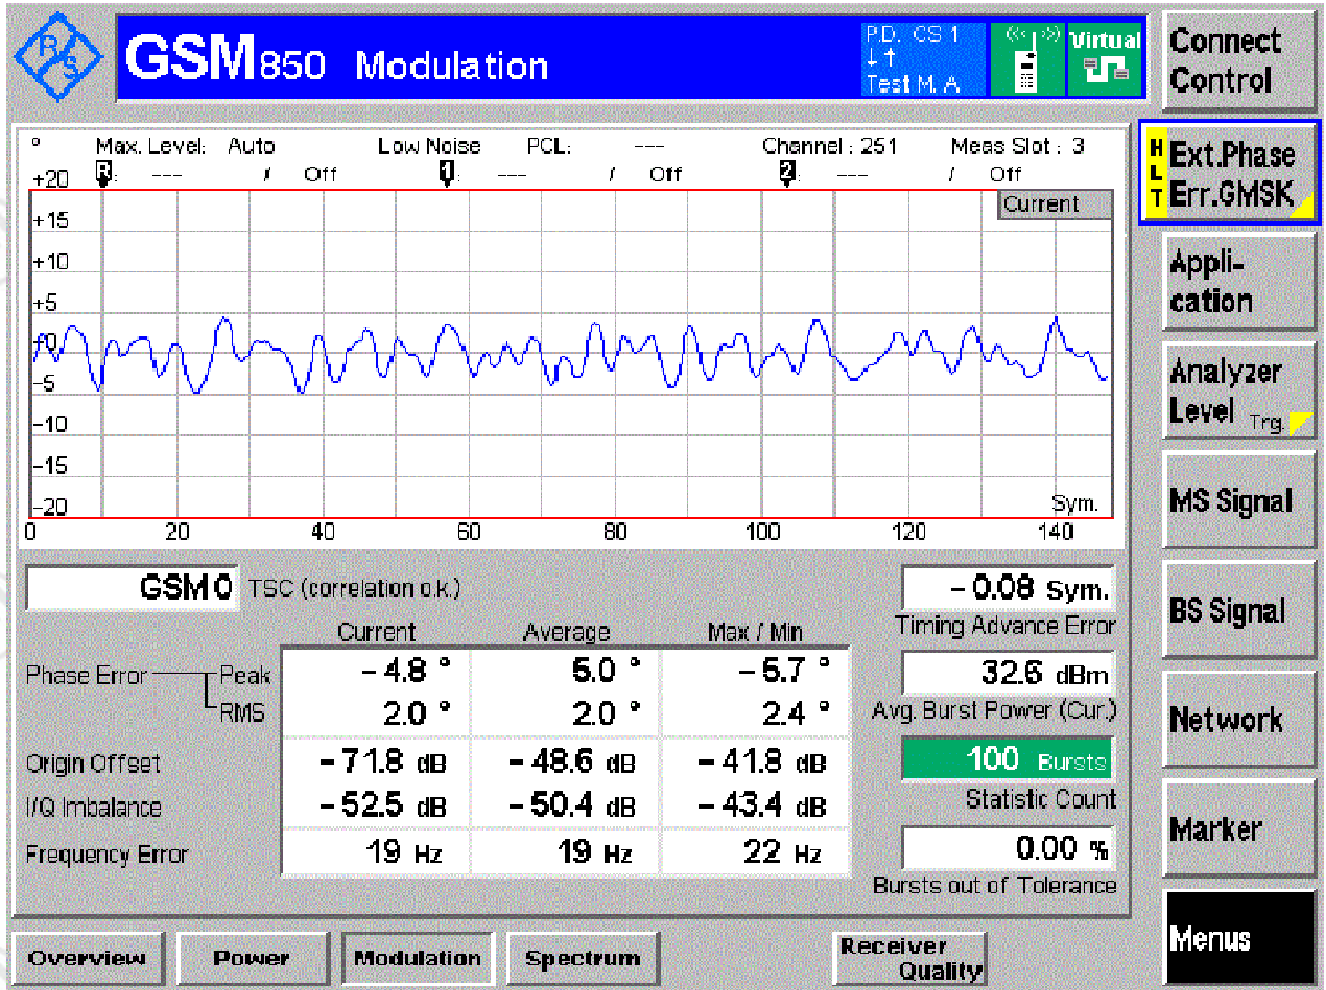 R S
GSM850 Modulation
P.D. CS 1
Test M. A.
Virtual
Connect
Control
° Max. Level: Auto Low Noise PCL: --- Channel : 251 Meas Slot : 3
R : --- / Off 1 : --- / Off 2 : --- / Off
Current
+20
+15
+10
+5
+0
-5
-10
-15
-20
Sym.
0 20 40 60 80 100 120 140
H
L
T
Ext.Phase
Err.GMSK
Appli-
cation
Analyzer
Level Trg.
MS Signal
BS Signal
Network
Marker
Menus
GSM 0 TSC (correlation o.k.)
Current Average Max / Min
Phase Error Peak - 4.8 ° 5.0 ° - 5.7 °
RMS 2.0 ° 2.0 ° 2.4 °
Origin Offset - 71.8 dB - 48.6 dB - 41.8 dB
I/Q Imbalance - 52.5 dB - 50.4 dB - 43.4 dB
Frequency Error 19 Hz 19 Hz 22 Hz
- 0.08 Sym.
Timing Advance Error
32.6 dBm
Avg. Burst Power (Cur.)
100 Bursts
Statistic Count
0.00 %
Bursts out of Tolerance
Overview Power Modulation Spectrum
Receiver
Quality